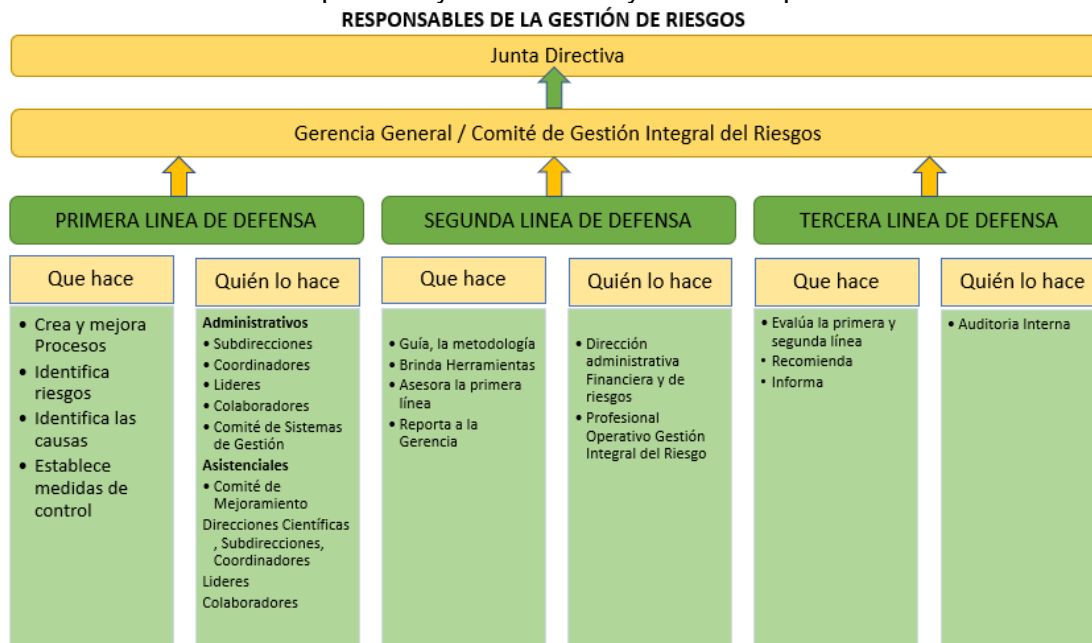 RESPONSABLES DE LA GESTIÓN DE RIESGOS
Junta Directiva
Gerencia General / Comité de Gestión Integral del Riesgos
PRIMERA LINEA DE DEFENSA
Que hace
• Crea y mejora
Procesos
• Identifica
riesgos
• Identifica las
causas
• Establece
medidas de
control
Quién lo hace
Administrativos
• Subdirecciones
• Coordinadores
• Lideres
• Colaboradores
• Comité de Sistemas
de Gestión
Asistenciales
• Comité de
Mejoramiento
Direcciones Científicas
, Subdirecciones,
Coordinadores
Lideres
Colaboradores
SEGUNDA LINEA DE DEFENSA
Que hace
• Guía, la metodología
• Brinda Herramientas
• Asesora la primera
línea
• Reporta a la
Gerencia
Quién lo hace
• Dirección
administrativa
Financiera y de
riesgos
• Profesional
Operativo Gestión
Integral del Riesgo
TERCERA LINEA DE DEFENSA
Que hace
• Evalúa la primera y
segunda línea
• Recomienda
• Informa
Quién lo hace
• Auditoria Interna